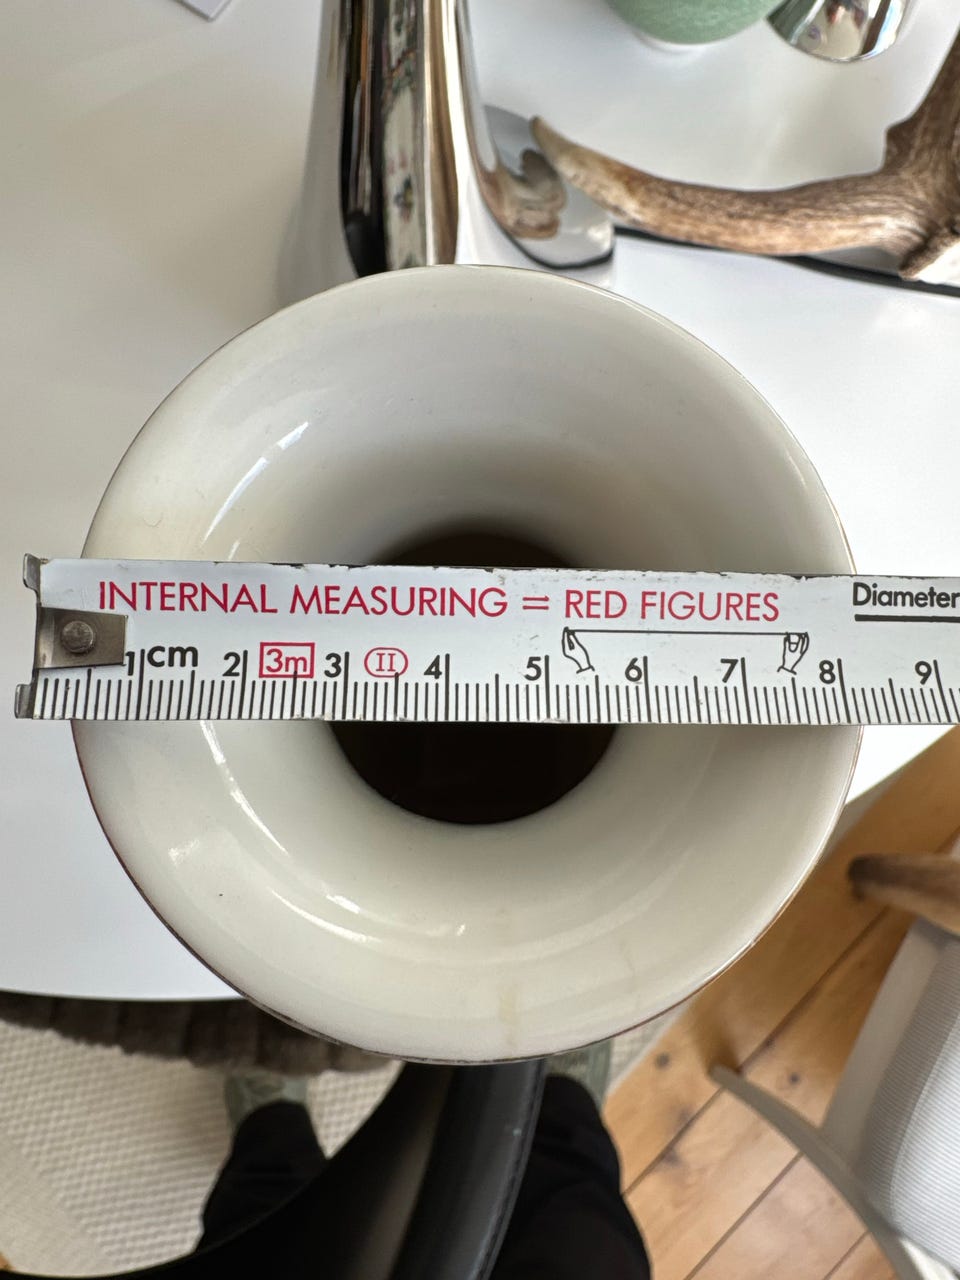 INTERNAL MEASURING = RED FIGURES
Diameter
1 cm 2 3m 3 II 4 5 6 7 8 9